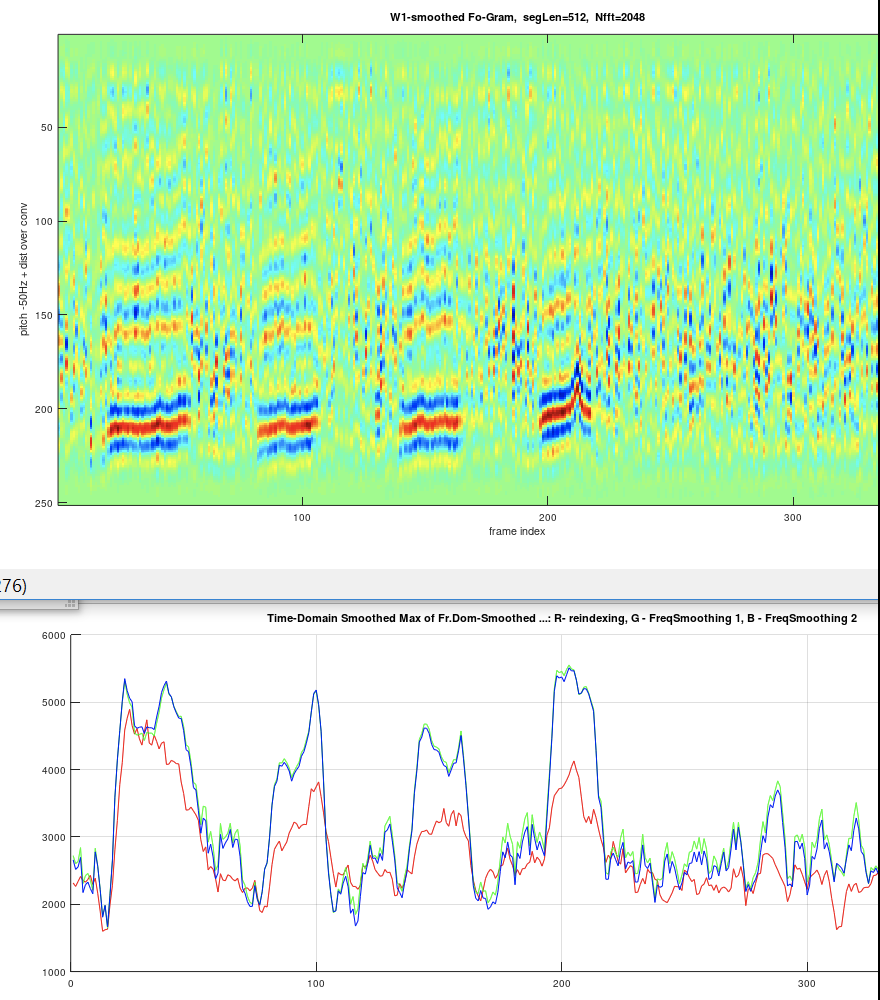 W1-smoothed Fo-Gram, segLen=512, Nfft=2048
pitch -50Hz + dist over conv
50
100
150
200
250
100 200 300
frame index
276)
Time-Domain Smoothed Max of Fr.Dom-Smoothed ...: R- reindexing, G - FreqSmoothing 1, B - FreqSmoothing 2
6000
5000
4000
3000
2000
1000
0 100 200 300